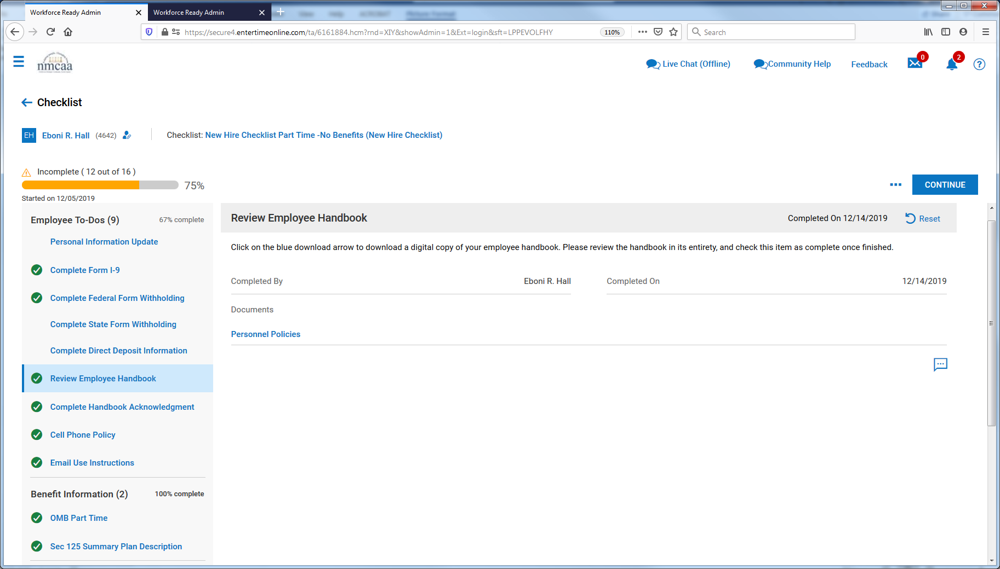 Workforce Ready Admin
Workforce Ready Admin
View Help ACROBAT Picture Format
https://secure4.entertimeonline.com/ta/6161884.hcm?rnd=XIY&showAdmin=1&Ext=login&sft=LPPEVOLFHY 110% Search
nmcaa
Live Chat (Offline) Community Help Feedback 0 2 ?
Checklist
EH Eboni R. Hall (4642) Checklist: New Hire Checklist Part Time -No Benefits (New Hire Checklist)
Incomplete ( 12 out of 16 )
75%
CONTINUE
Started on 12/05/2019
Employee To-Dos (9) 67% complete
Personal Information Update
Complete Form I-9
Complete Federal Form Withholding
Complete State Form Withholding
Complete Direct Deposit Information
Review Employee Handbook
Complete Handbook Acknowledgment
Cell Phone Policy
Email Use Instructions
Benefit Information (2) 100% complete
OMB Part Time
Sec 125 Summary Plan Description
Review Employee Handbook Completed On 12/14/2019 Reset
Click on the blue download arrow to download a digital copy of your employee handbook. Please review the handbook in its entirety, and check this item as complete once finished.
Completed By Eboni R. Hall Completed On 12/14/2019
Documents
Personnel Policies